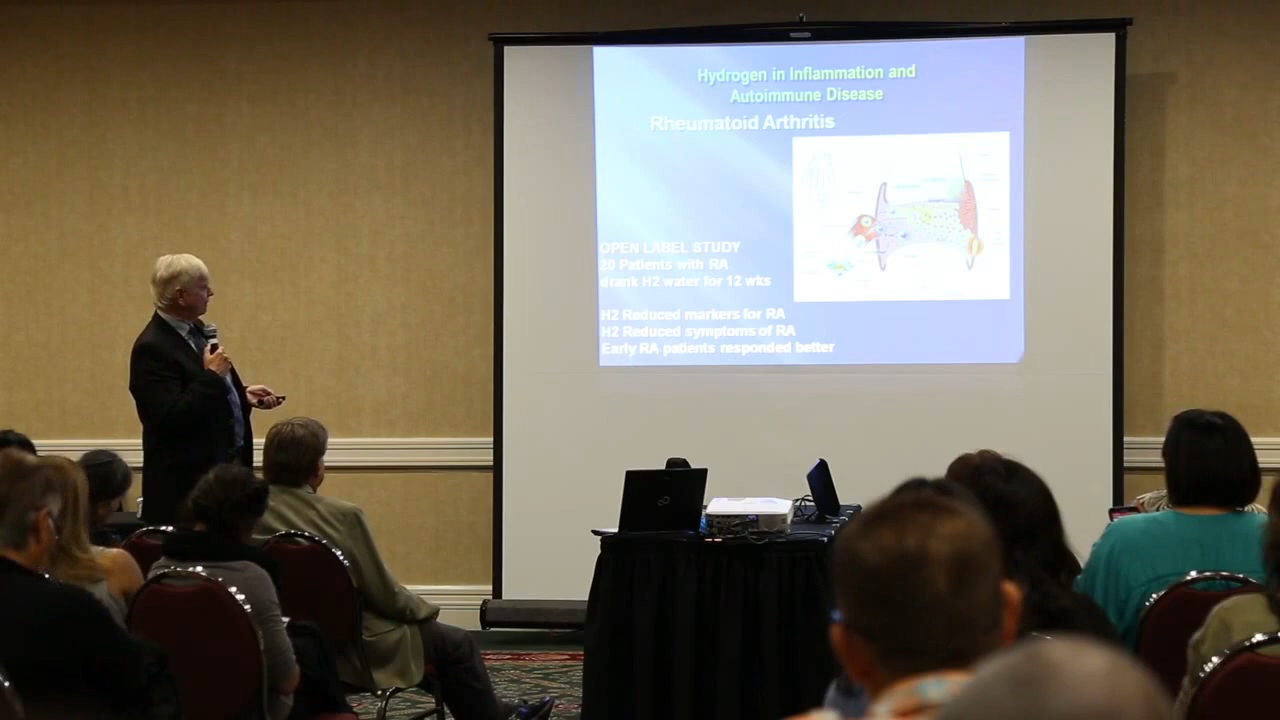 Hydrogen in Inflammation and
Autoimmune Disease
Rheumatoid Arthritis
OPEN LABEL STUDY
20 Patients with RA
drank H2 water for 12 wks
H2 Reduced markers for RA
H2 Reduced symptoms of RA
Early RA patients responded better